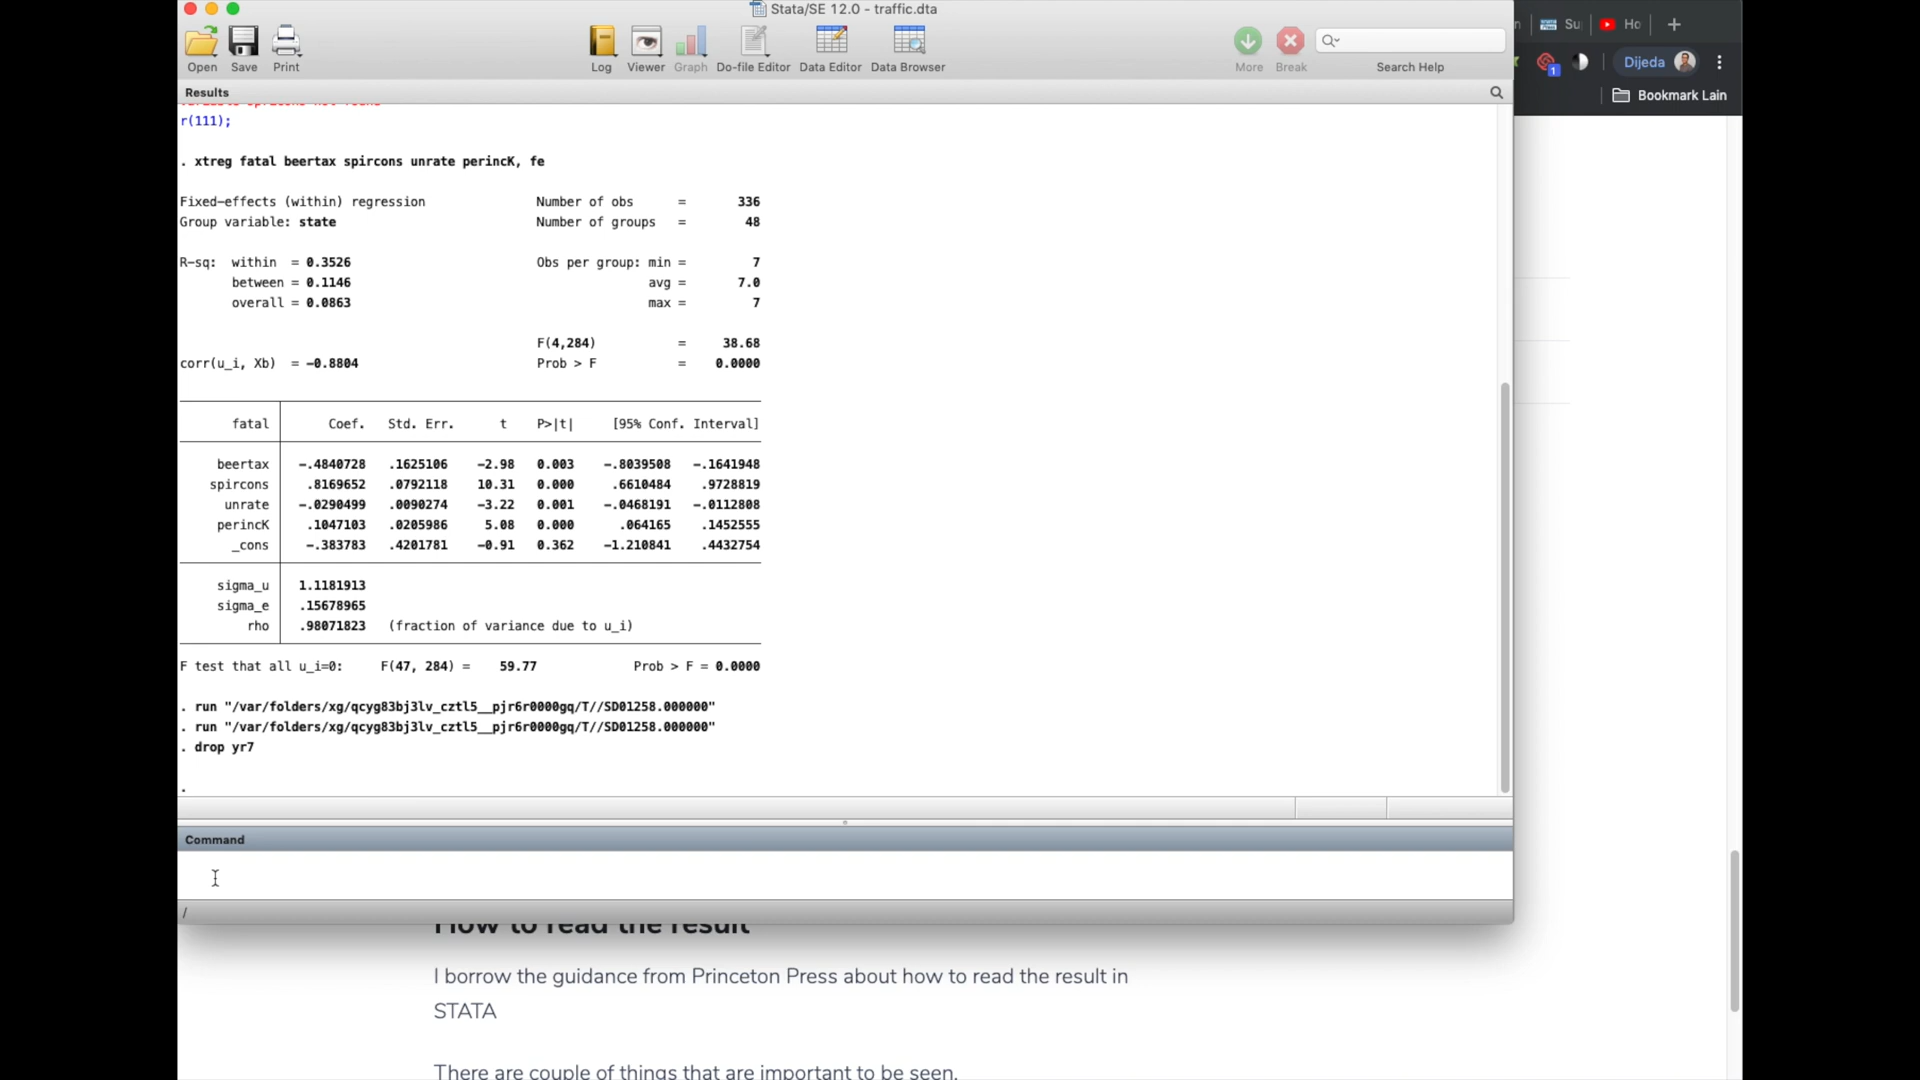 Stata/SE 12.0 - traffic.dta
Su
Ho
Open
Save
Print
Log
Viewer
Graph
Do-file Editor
Data Editor
Data Browser
More
Break
Search Help
1
Dijeda
Bookmark Lain
Results
r(111);
. xtreg fatal beertax spircons unrate perincK, fe
Fixed-effects (within) regression Number of obs = 336
Group variable: state Number of groups = 48
R-sq: within = 0.3526 Obs per group: min = 7
between = 0.1146 avg = 7.0
overall = 0.0863 max = 7
F(4,284) = 38.68
corr(u_i, Xb) = -0.8804 Prob > F = 0.0000
fatal Coef. Std. Err. t P>|t| [95% Conf. Interval]
beertax -.4840728 .1625106 -2.98 0.003 -.8039508 -.1641948
spircons .8169652 .0792118 10.31 0.000 .6610484 .9728819
unrate -.0290499 .0090274 -3.22 0.001 -.0468191 -.0112808
perincK .1047103 .0205986 5.08 0.000 .064165 .1452555
_cons -.383783 .4201781 -0.91 0.362 -1.210841 .4432754
sigma_u 1.1181913
sigma_e .15678965
rho .98071823 (fraction of variance due to u_i)
F test that all u_i=0: F(47, 284) = 59.77 Prob > F = 0.0000
. run "/var/folders/xg/qcyg83bj3lv_cztl5__pjr6r0000gq/T//SD01258.000000"
. run "/var/folders/xg/qcyg83bj3lv_cztl5__pjr6r0000gq/T//SD01258.000000"
. drop yr7
.
Command
/
How to read the result
I borrow the guidance from Princeton Press about how to read the result in
STATA
There are couple of things that are important to be seen.